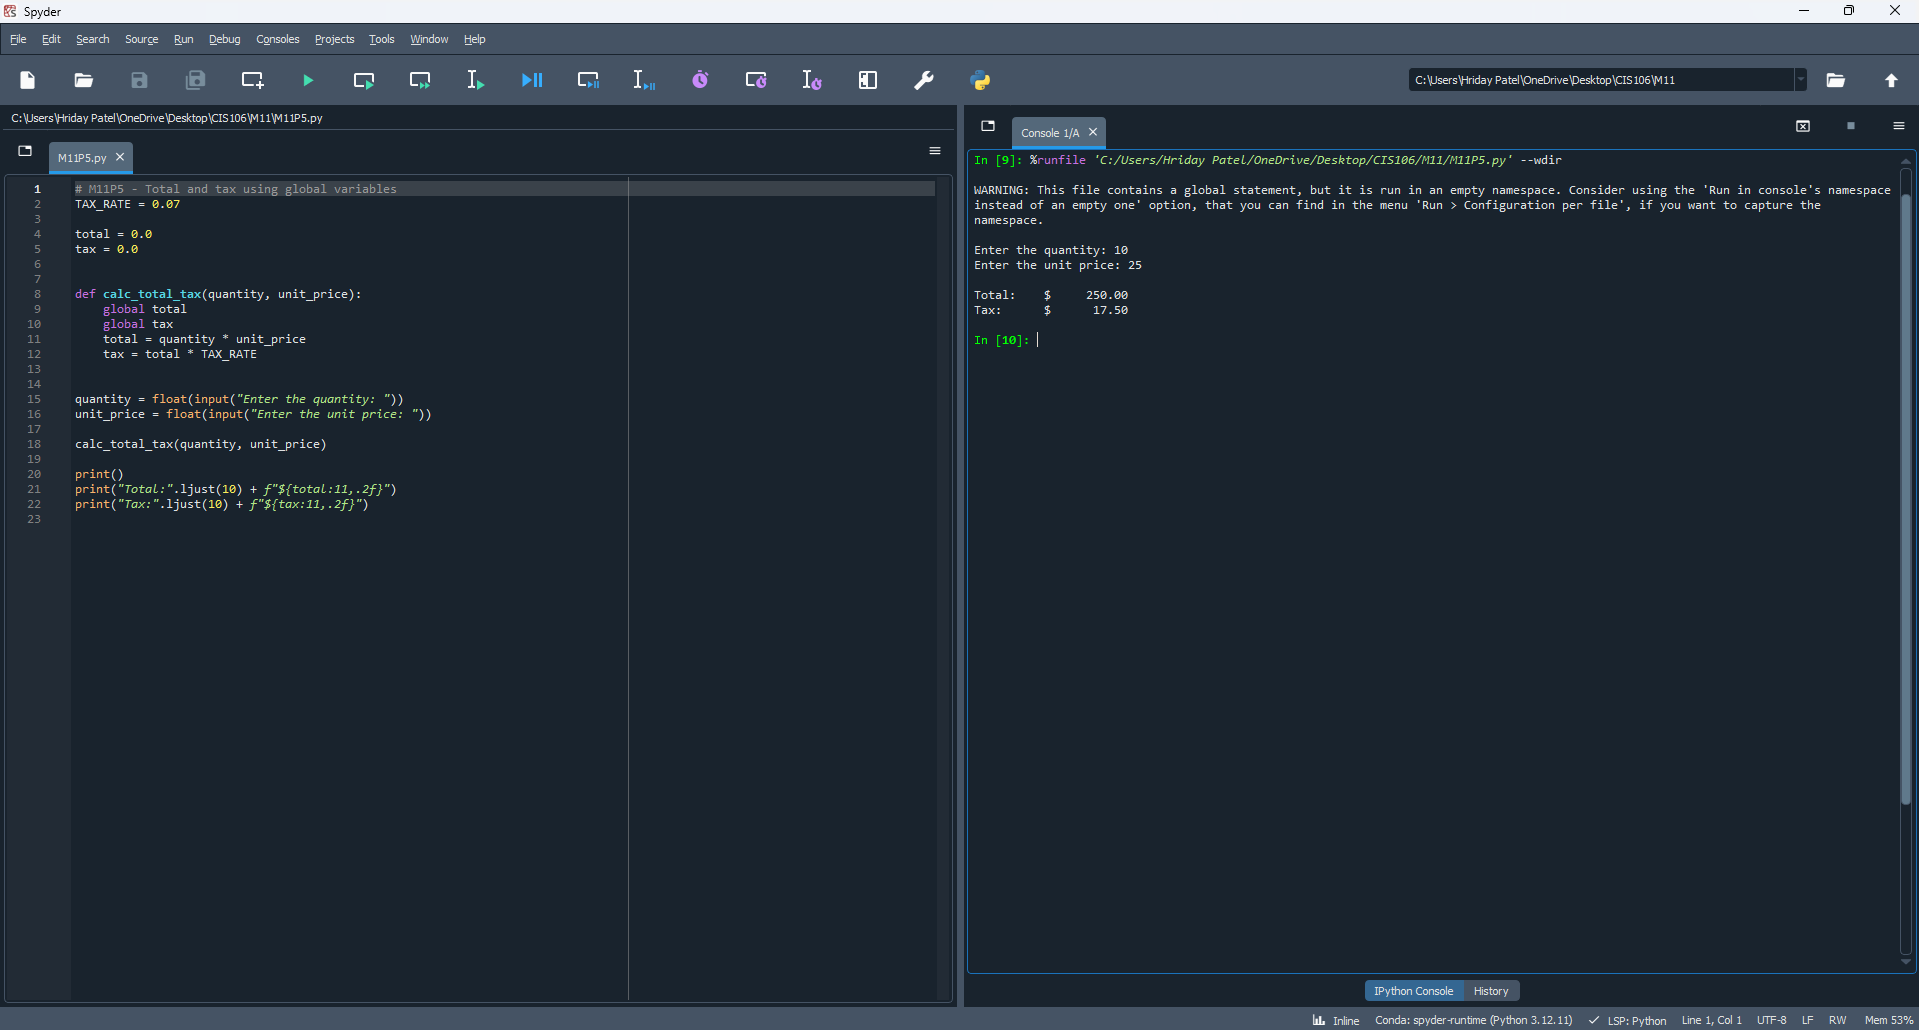 Spyder
File Edit Search Source Run Debug Consoles Projects Tools Window Help
C:\Users\Hriday Patel\OneDrive\Desktop\CIS106\M11
C:\Users\Hriday Patel\OneDrive\Desktop\CIS106\M11\M11P5.py
M11P5.py
1 # M11P5 - Total and tax using global variables
2 TAX_RATE = 0.07
3
4 total = 0.0
5 tax = 0.0
6
7
8 def calc_total_tax(quantity, unit_price):
9     global total
10     global tax
11     total = quantity * unit_price
12     tax = total * TAX_RATE
13
14
15 quantity = float(input("Enter the quantity: "))
16 unit_price = float(input("Enter the unit price: "))
17
18 calc_total_tax(quantity, unit_price)
19
20 print()
21 print("Total:".ljust(10) + f"${total:11,.2f}")
22 print("Tax:".ljust(10) + f"${tax:11,.2f}")
23
Console 1/A
In [9]: %runfile 'C:/Users/Hriday Patel/OneDrive/Desktop/CIS106/M11/M11P5.py' --wdir
WARNING: This file contains a global statement, but it is run in an empty namespace. Consider using the 'Run in console's namespace
instead of an empty one' option, that you can find in the menu 'Run > Configuration per file', if you want to capture the
namespace.
Enter the quantity: 10
Enter the unit price: 25
Total:    $     250.00
Tax:      $      17.50
In [10]:
IPython Console History
Inline Conda: spyder-runtime (Python 3.12.11) LSP: Python Line 1, Col 1 UTF-8 LF RW Mem 53%